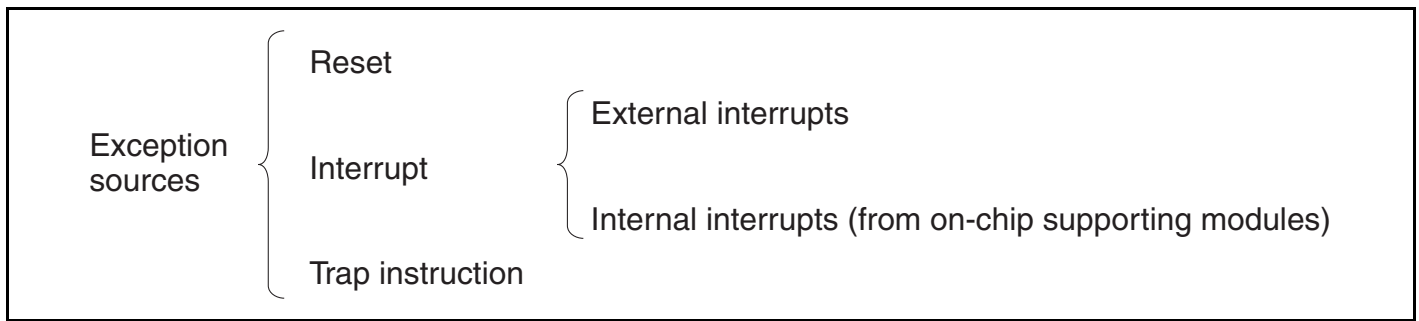 Exception
sources
Reset
Interrupt
External interrupts
Internal interrupts (from on-chip supporting modules)
Trap instruction